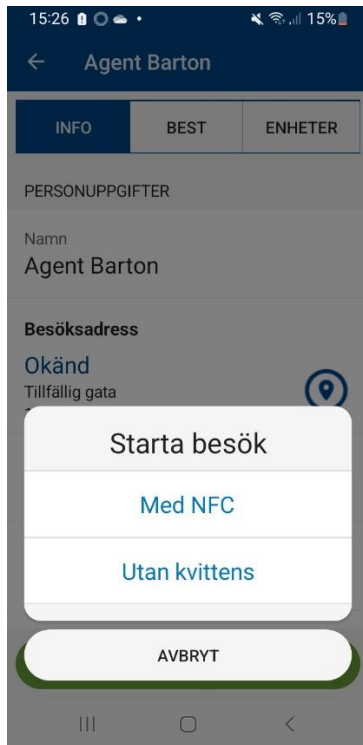 15:26 15%
Agent Barton
INFO BEST ENHETER
PERSONUPPGIFTER
Namn
Agent Barton
Besöksadress
Okänd
Tillfällig gata
Starta besök
Med NFC
Utan kvittens
AVBRYT